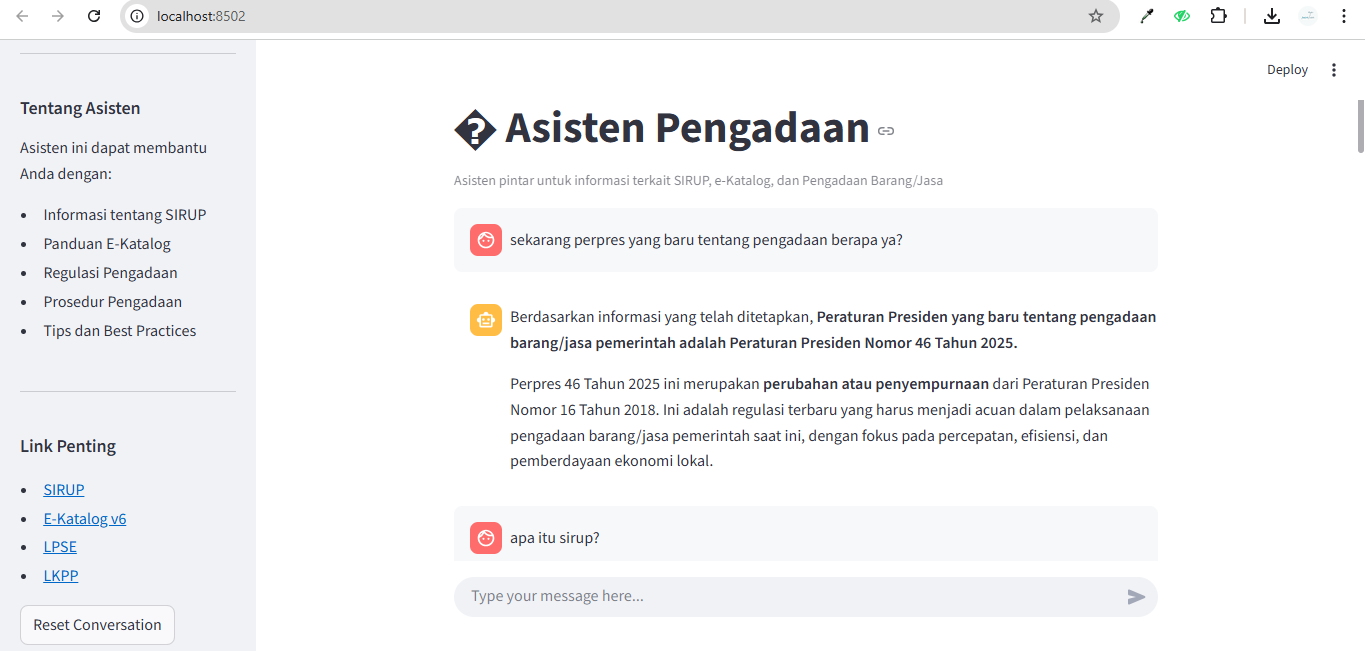 localhost:8502
Deploy
Tentang Asisten
Asisten ini dapat membantu
Anda dengan:
Informasi tentang SIRUP
Panduan E-Katalog
Regulasi Pengadaan
Prosedur Pengadaan
Tips dan Best Practices
Link Penting
SIRUP
E-Katalog v6
LPSE
LKPP
Reset Conversation
� Asisten Pengadaan
Asisten pintar untuk informasi terkait SIRUP, e-Katalog, dan Pengadaan Barang/Jasa
sekarang perpres yang baru tentang pengadaan berapa ya?
Berdasarkan informasi yang telah ditetapkan, Peraturan Presiden yang baru tentang pengadaan
barang/jasa pemerintah adalah Peraturan Presiden Nomor 46 Tahun 2025.
Perpres 46 Tahun 2025 ini merupakan perubahan atau penyempurnaan dari Peraturan Presiden
Nomor 16 Tahun 2018. Ini adalah regulasi terbaru yang harus menjadi acuan dalam pelaksanaan
pengadaan barang/jasa pemerintah saat ini, dengan fokus pada percepatan, efisiensi, dan
pemberdayaan ekonomi lokal.
apa itu sirup?
Type your message here...